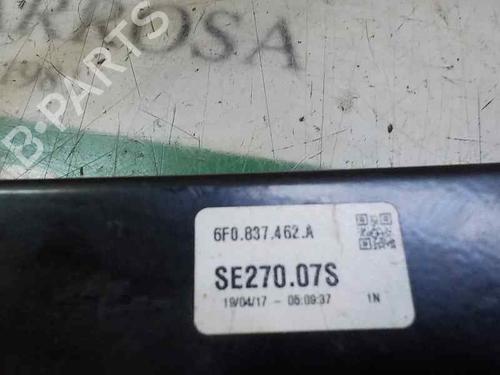 B-PARTS
6F0.837.462.A
SE270.07S
19/04/17 - 05:09:37 1N